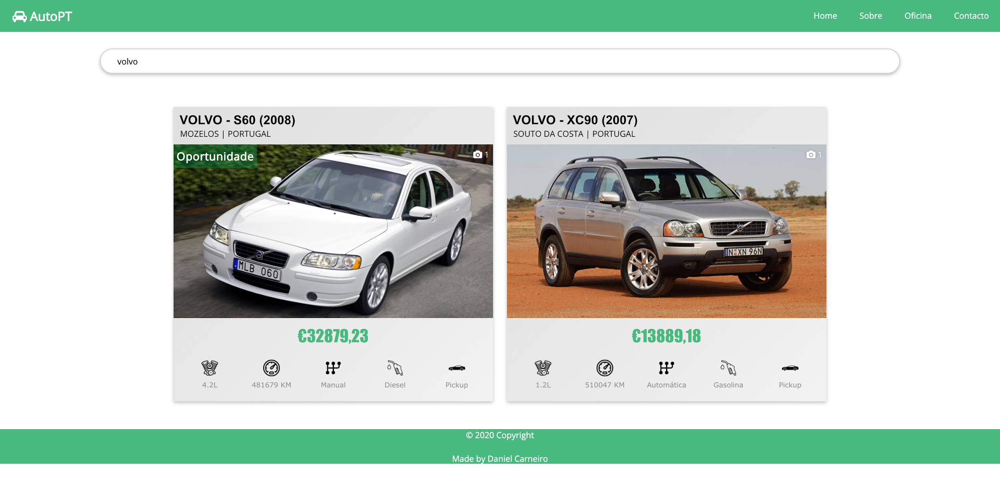 AutoPT
Home Sobre Oficina Contacto
volvo
VOLVO - S60 (2008)
MOZELOS | PORTUGAL
Oportunidade
1
MLB 060
€32879,23
4.2L 481679 KM Manual Diesel Pickup
VOLVO - XC90 (2007)
SOUTO DA COSTA | PORTUGAL
1
XN 96N
€13889,18
1.2L 510047 KM Automática Gasolina Pickup
© 2020 Copyright
Made by Daniel Carneiro